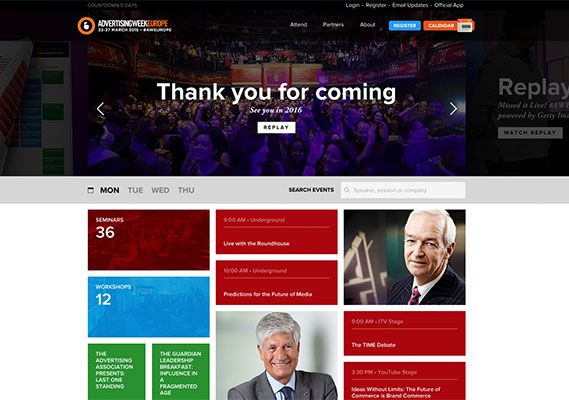 COUNTDOWN 0 DAYS
Login - Register - Email Updates - Official App
ADVERTISINGWEEKEUROPE
23-27 MARCH 2015 • #AWEUROPE
Attend
Partners
About
REGISTER
CALENDAR
Thank you for coming
See you in 2016
REPLAY
Replay
Missed it Live? #AWE
powered by Getty Ima
WATCH REPLAY
MON TUE WED THU
SEARCH EVENTS
Speaker, session or company
SEMINARS
36
9:00 AM • Underground
Live with the Roundhouse
10:00 AM • Underground
Predictions for the Future of Media
WORKSHOPS
12
THE
ADVERTISING
ASSOCIATION
PRESENTS:
LAST ONE
STANDING
THE GUARDIAN
LEADERSHIP
BREAKFAST:
INFLUENCE IN
A
FRAGMENTED
AGE
9:00 AM • ITV Stage
The TIME Debate
3:30 PM • YouTube Stage
Ideas Without Limits: The Future of
Commerce is Brand Commerce